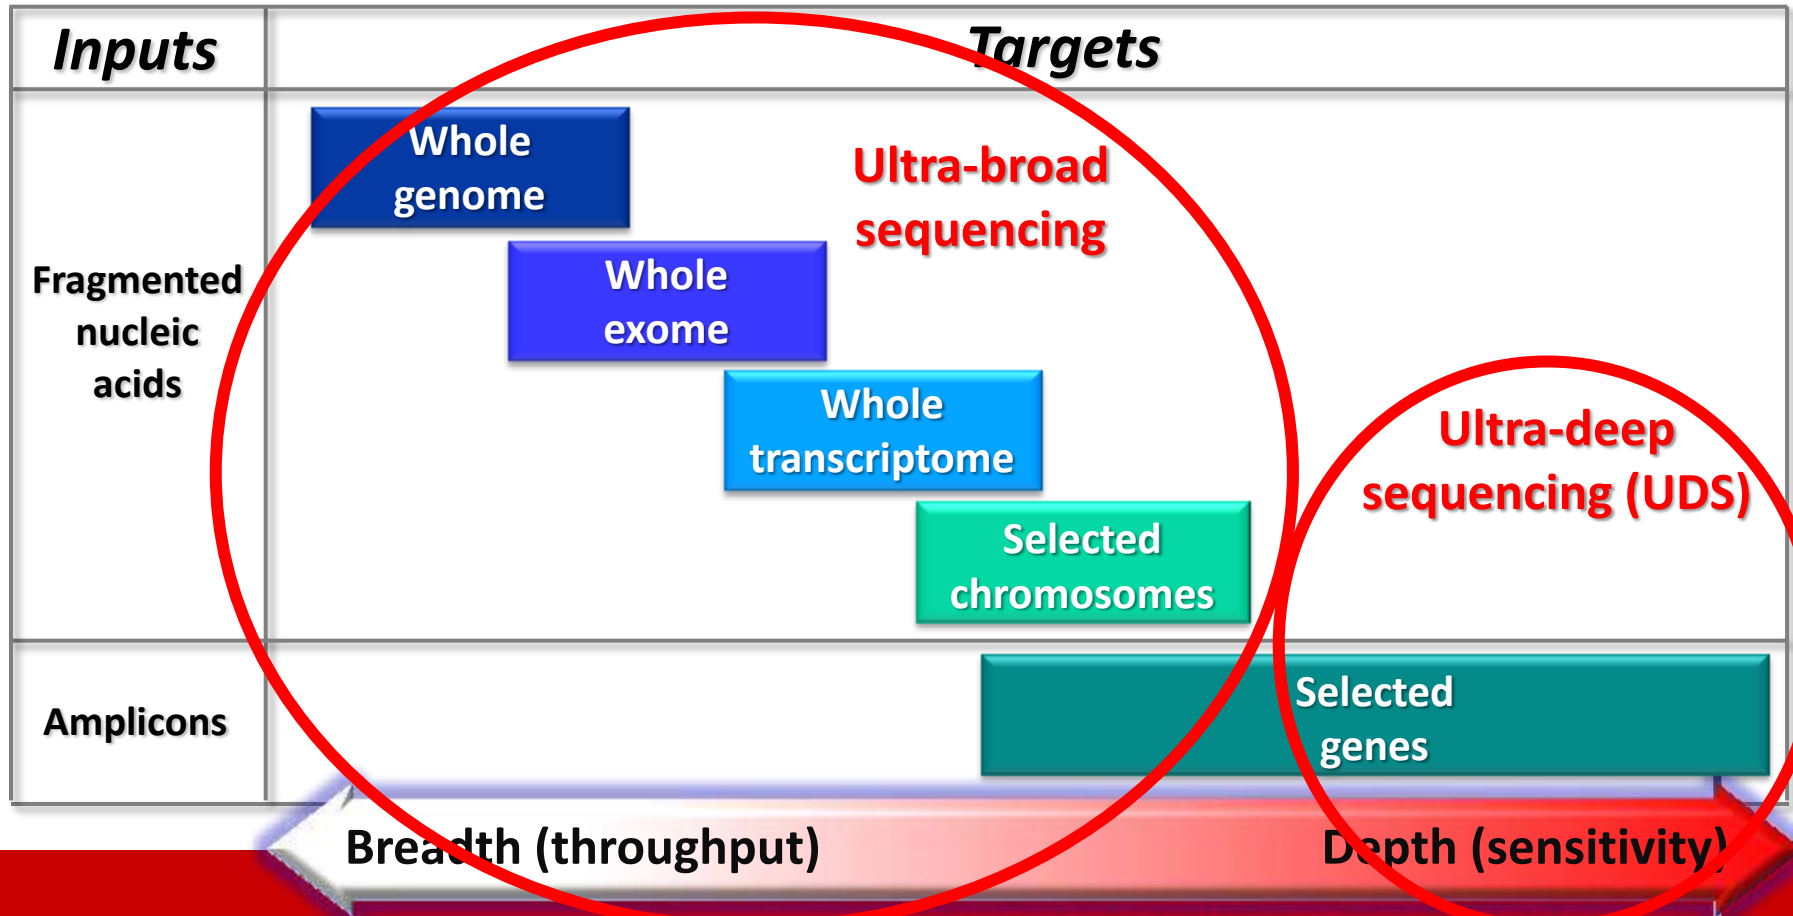 Inputs
Targets
Whole
genome
Ultra-broad
sequencing
Fragmented
nucleic
acids
Whole
exome
Whole
transcriptome
Ultra-deep
sequencing (UDS)
Selected
chromosomes
Amplicons
Selected
genes
Breadth (throughput)
Depth (sensitivity)